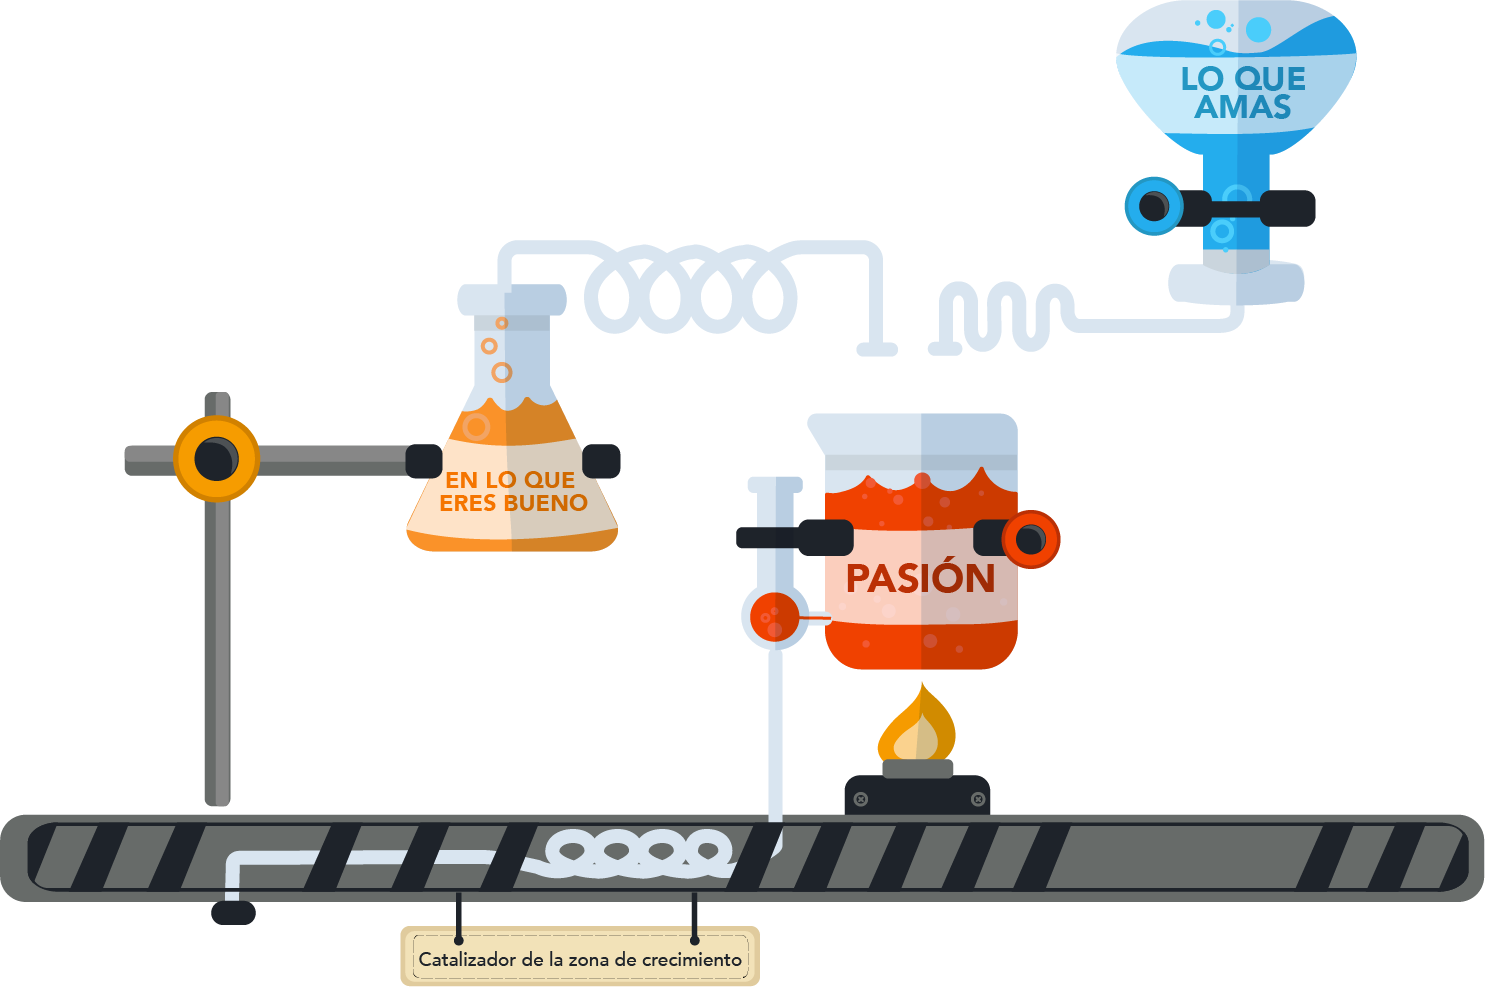 LO QUE
AMAS
EN LO QUE
ERES BUENO
PASIÓN
Catalizador de la zona de crecimiento